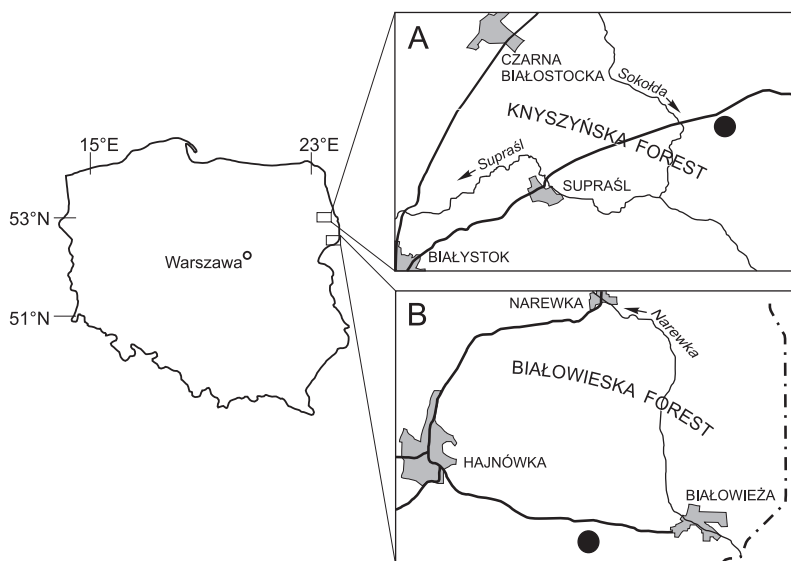 15°E
23°E
53°N
51°N
Warszawa
A
CZARNA
BIAŁOSTOCKA
Sokołda
KNYSZYŃSKA FOREST
Supraśl
SUPRAŚL
BIAŁYSTOK
B
NAREWKA
Narewka
BIAŁOWIESKA FOREST
HAJNÓWKA
BIAŁOWIEŻA